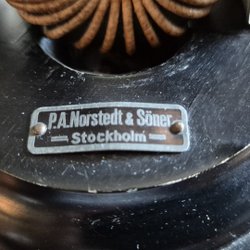 P.A. Norstedt & Söner
Stockholm